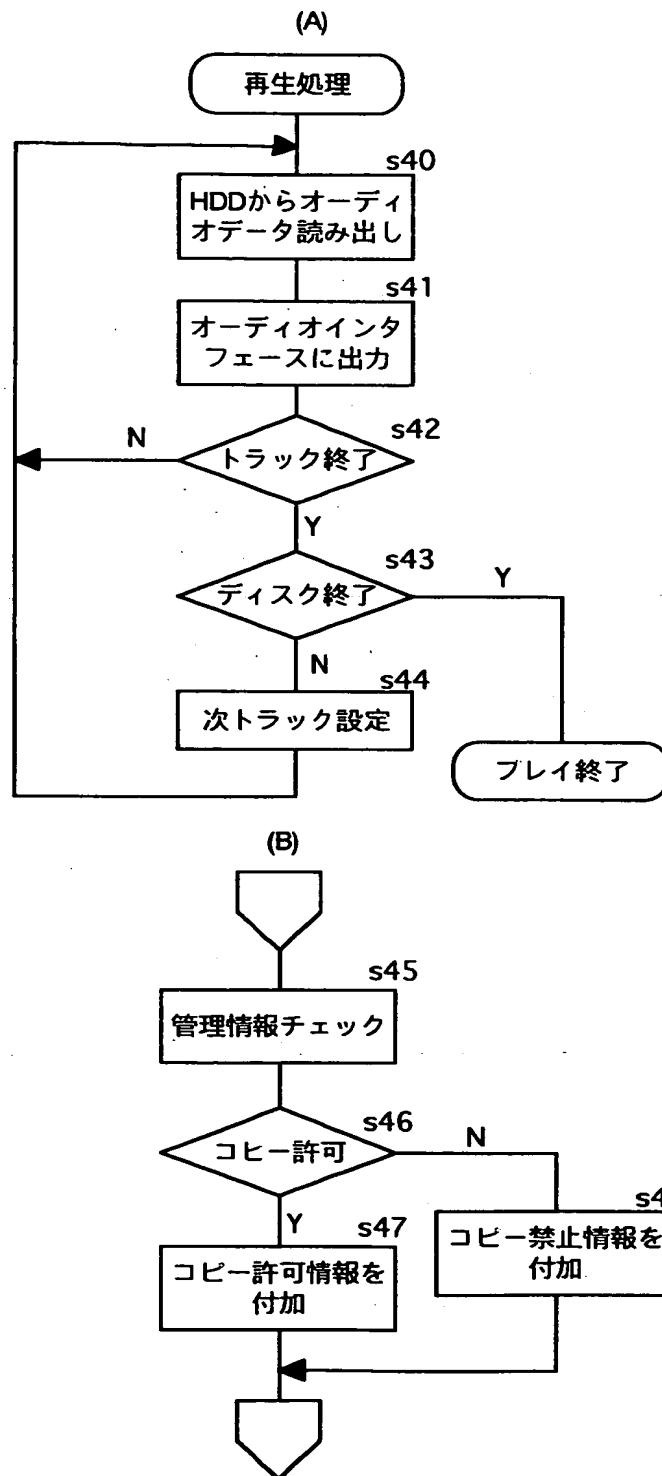 (A)
再生処理
s40
HDDからオーディ
オデータ読み出し
s41
オーディオインタ
フェースに出力
s42
N
トラック終了
Y
s43
Y
ディスク終了
N
s44
次トラック設定
プレイ終了
(B)
s45
管理情報チェック
s46
N
コピー許可
Y
s47
s4
コピー許可情報を
付加
コピー禁止情報を
付加